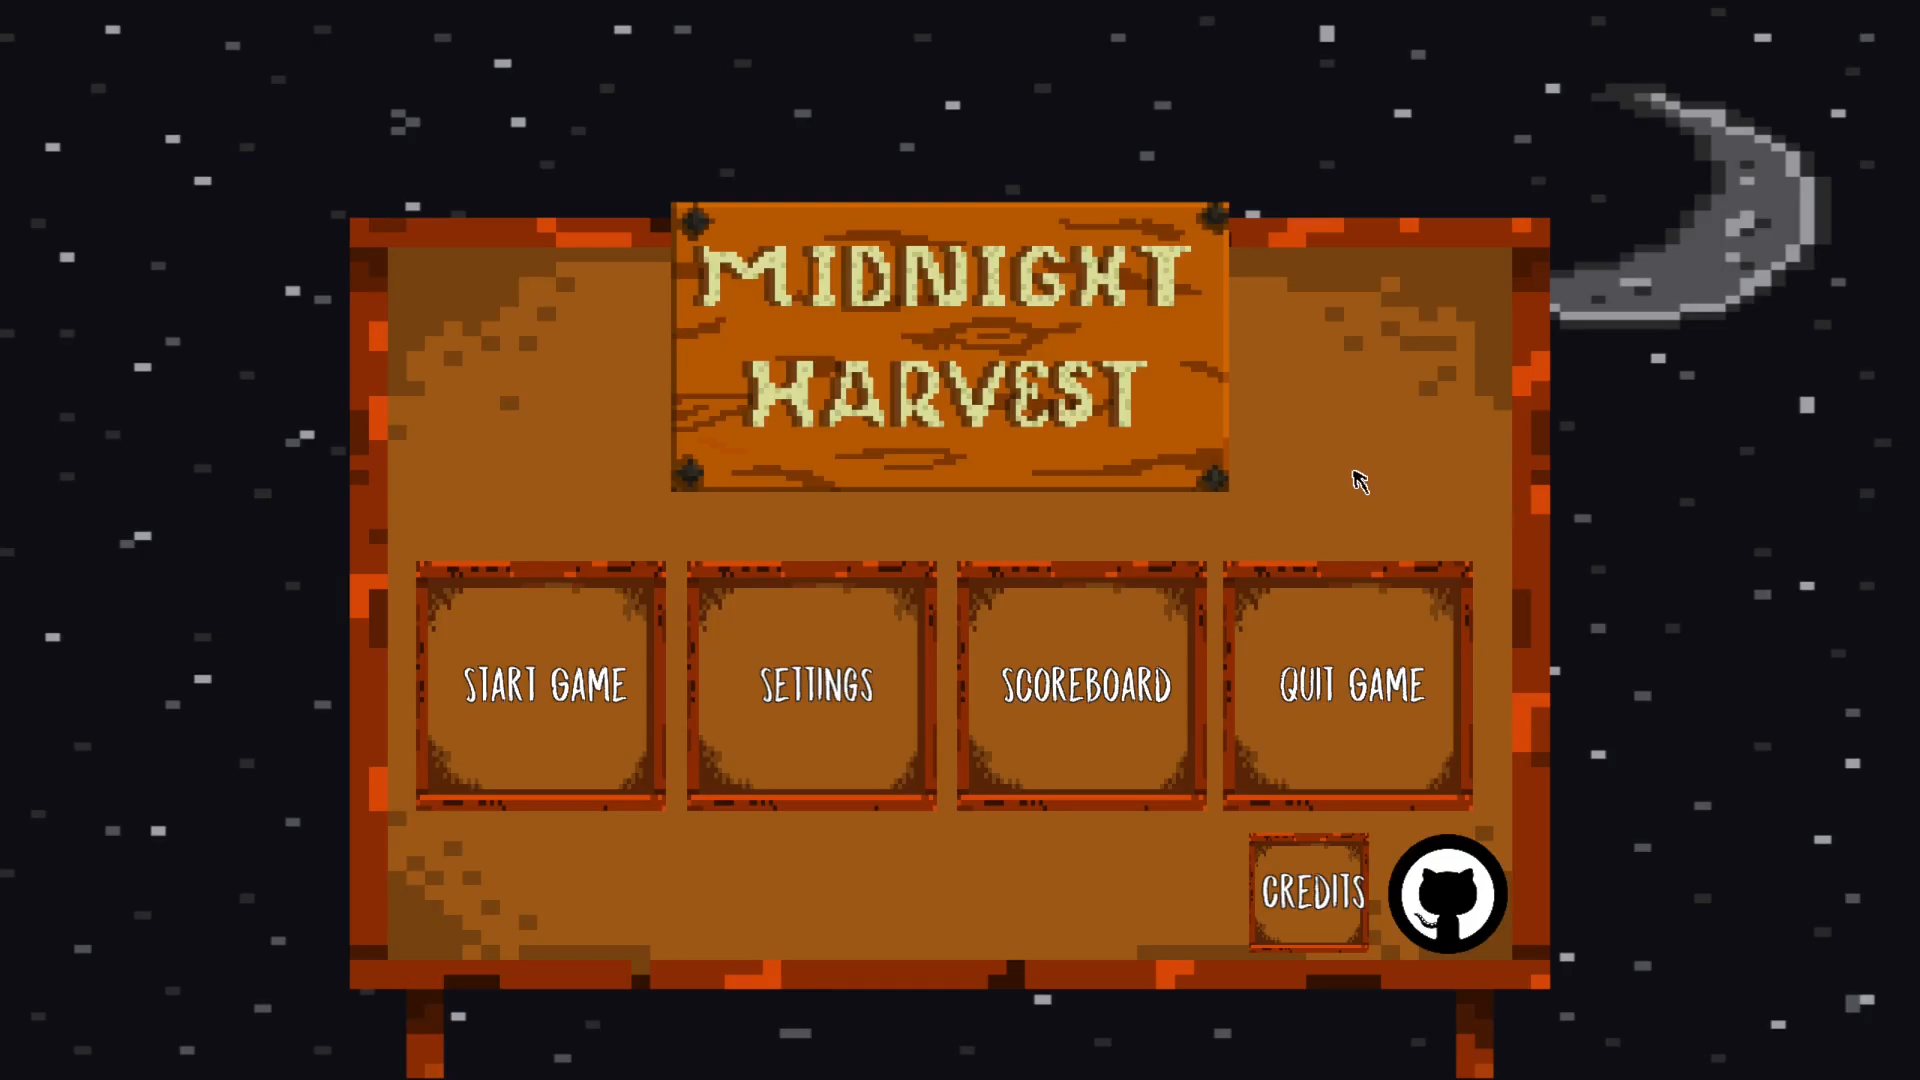 MIDNIGHT
HARVEST
START GAME
SETTINGS
SCOREBOARD
QUIT GAME
CREDITS